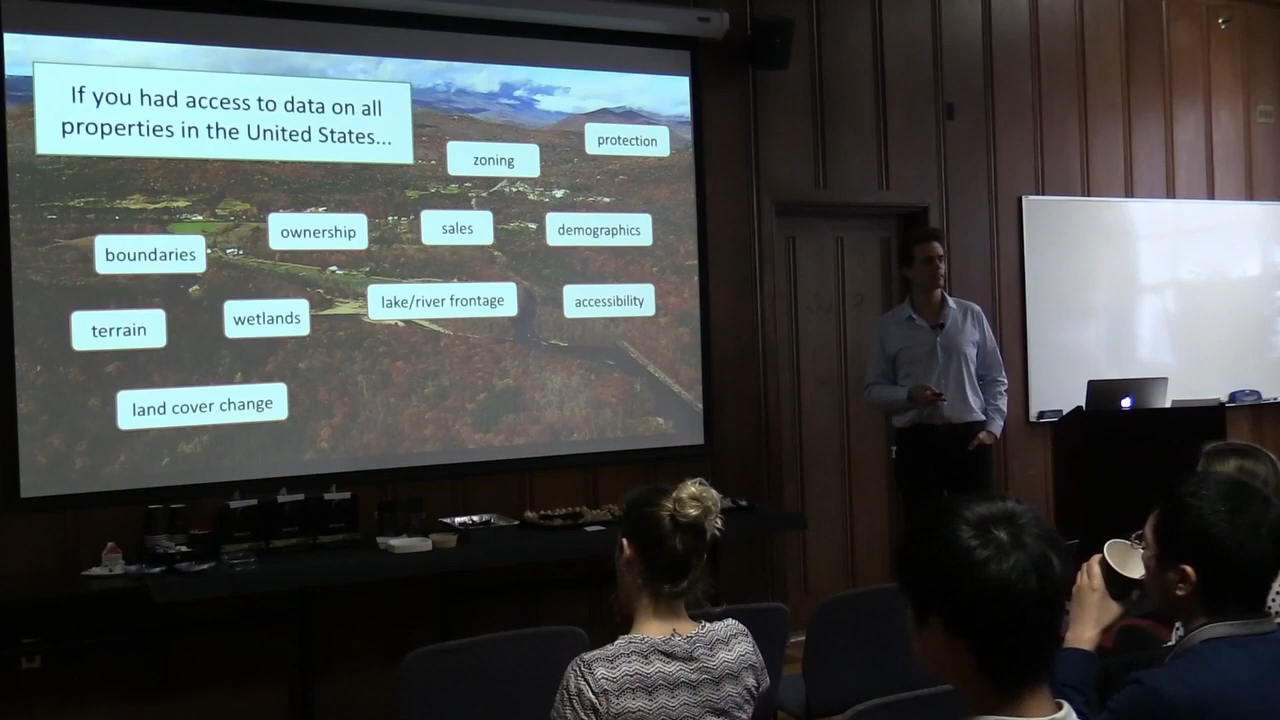 If you had access to data on all
properties in the United States...
protection
zoning
ownership
sales
demographics
boundaries
lake/river frontage
accessibility
wetlands
terrain
land cover change